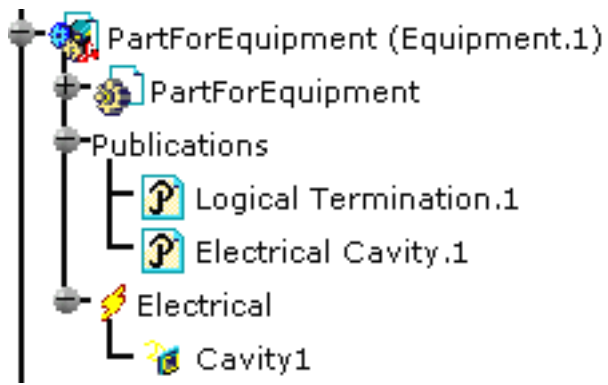 PartForEquipment (Equipment.1)
PartForEquipment
Publications
Logical Termination.1
Electrical Cavity.1
Electrical
Cavity1